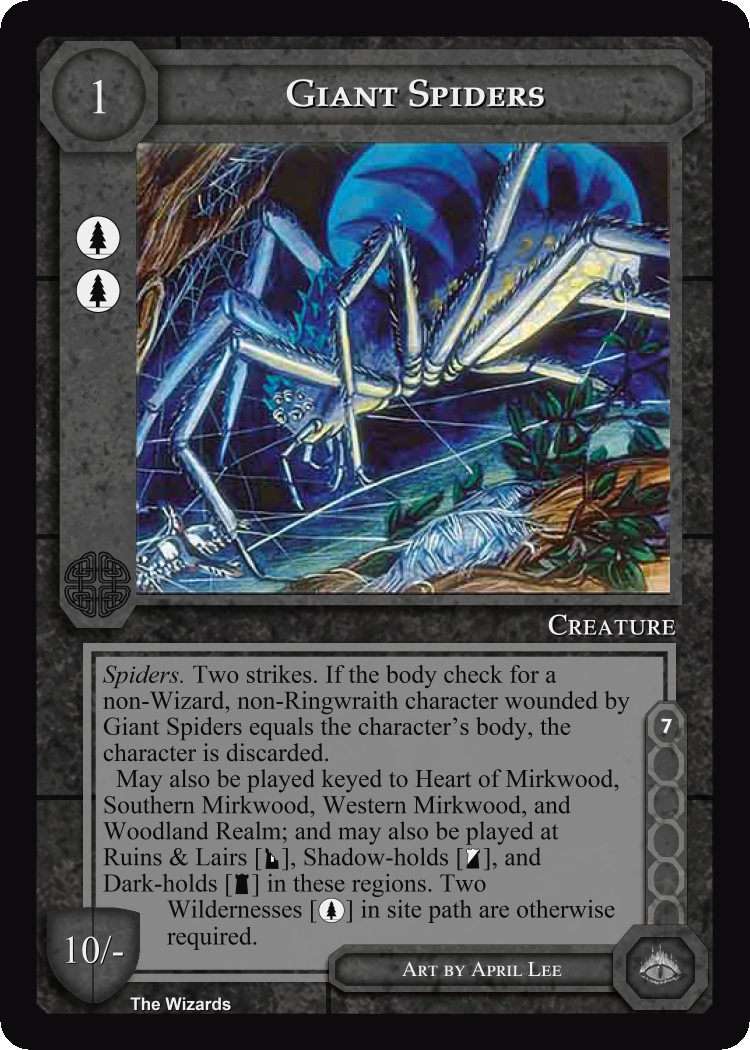 1
Giant Spiders
Creature
Spiders. Two strikes. If the body check for a
non-Wizard, non-Ringwraith character wounded by
Giant Spiders equals the character’s body, the
character is discarded.
May also be played keyed to Heart of Mirkwood,
Southern Mirkwood, Western Mirkwood, and
Woodland Realm; and may also be played at
Ruins & Lairs [ ], Shadow-holds [ ], and
Dark-holds [ ] in these regions. Two
Wildernesses [ ] in site path are otherwise
required.
7
10/-
Art by April Lee
The Wizards